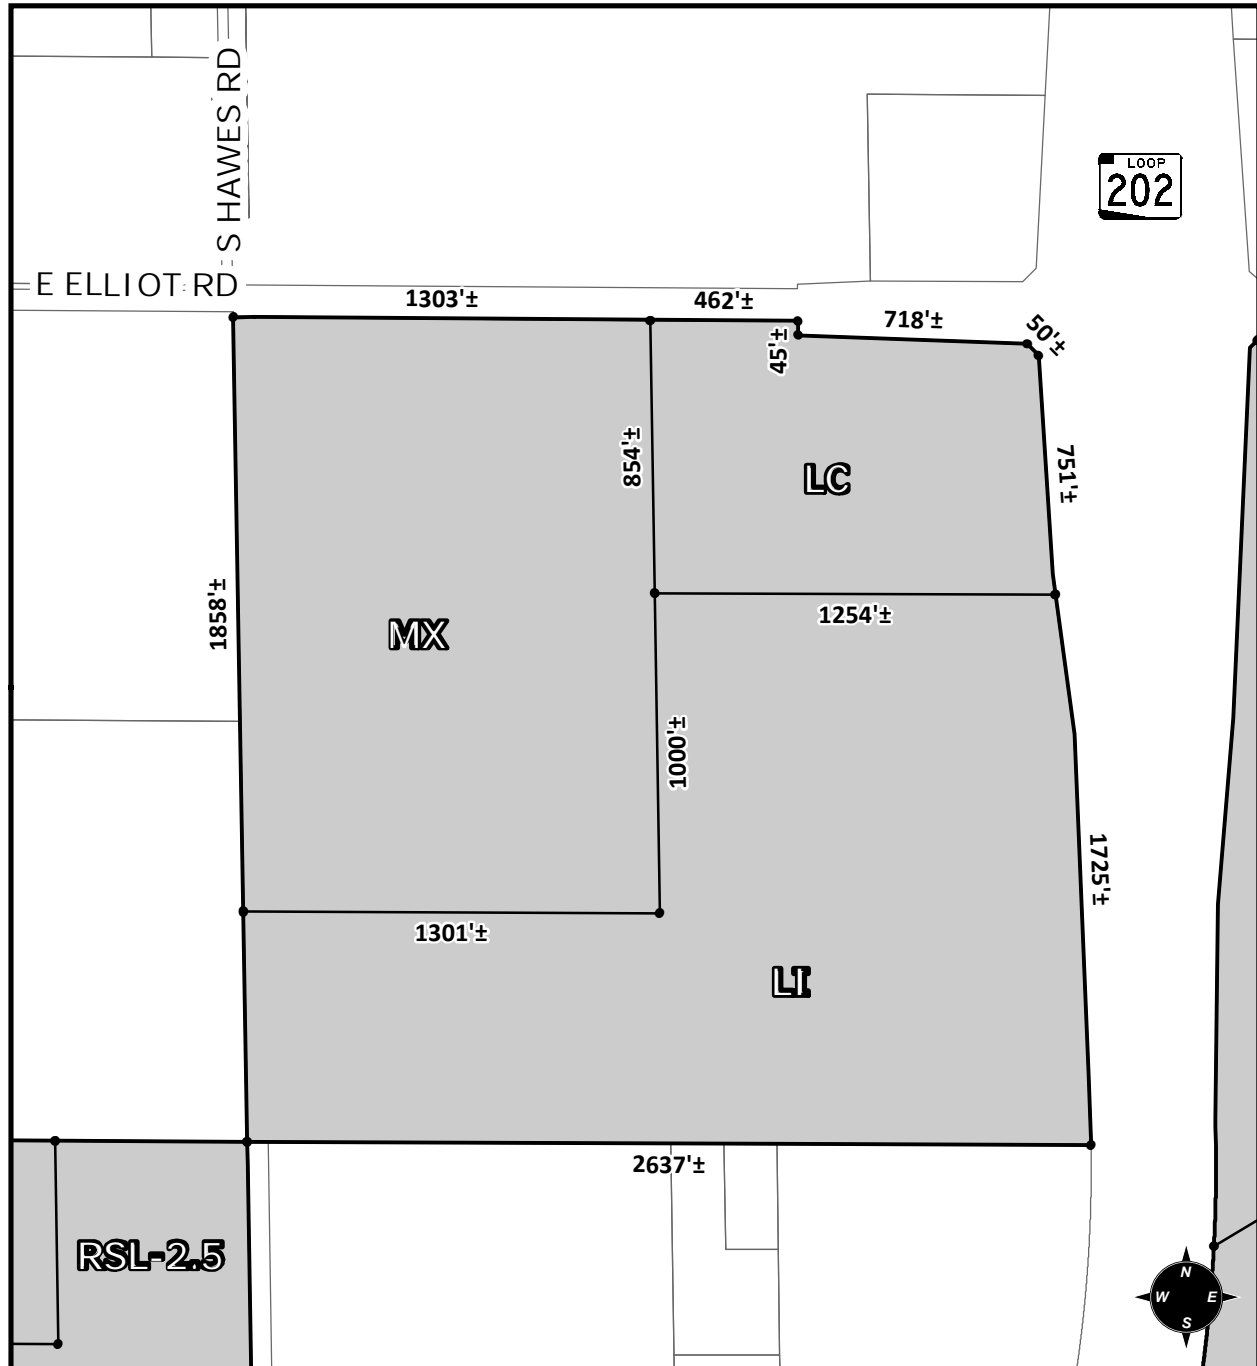 S HAWES RD
LOOP
202
E ELLIOT RD
1303'±
462'±
718'±
50'±
45'±
854'±
751'±
LC
1858'±
MX
1254'±
1000'±
1725'±
1301'±
LI
2637'±
RSL-2.5
N
W E
S